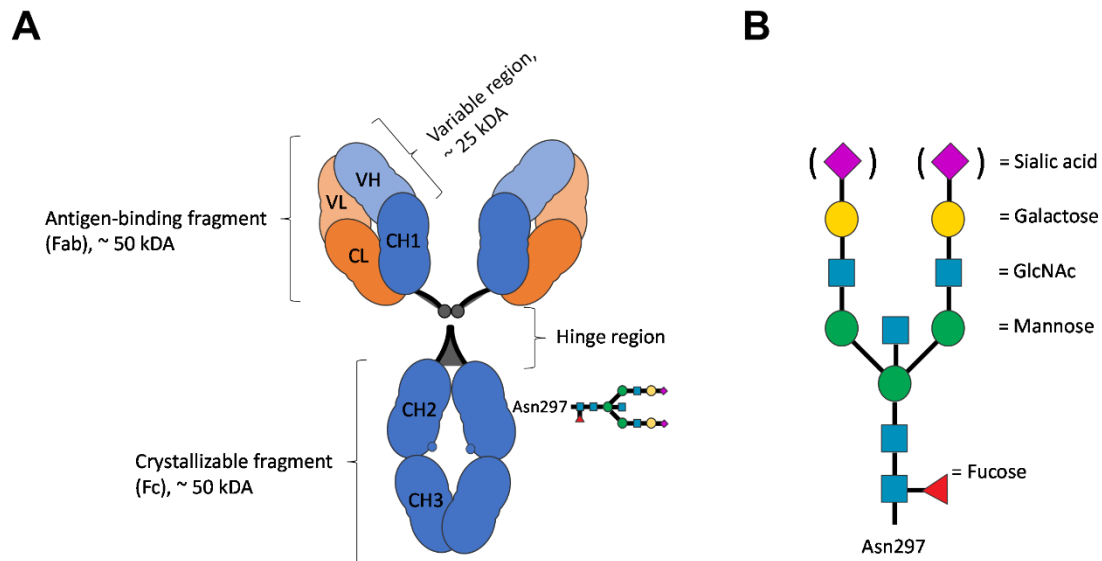 A
Variable region,
~ 25 kDA
Antigen-binding fragment
(Fab), ~ 50 kDA
VH
VL
CH1
CL
Hinge region
CH2
Asn297
Crystallizable fragment
(Fc), ~ 50 kDA
CH3
B
( ) ( ) = Sialic acid
= Galactose
= GlcNAc
= Mannose
= Fucose
Asn297